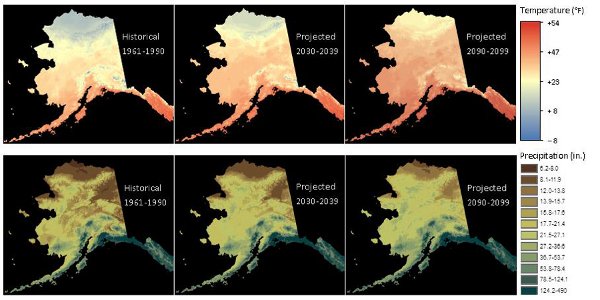 Temperature (°F)
Historical
1961-1990
Projected
2030-2039
Projected
2090-2099
+54
+47
+28
+8
-8
Precipitation (in.)
Historical
1961-1990
Projected
2030-2039
Projected
2090-2099
6.2-8.0
8.1-11.9
12.0-13.8
13.9-15.7
15.8-17.6
17.7-21.4
21.5-27.1
27.2-36.6
36.7-53.7
53.8-78.4
78.5-124.1
124.2-490